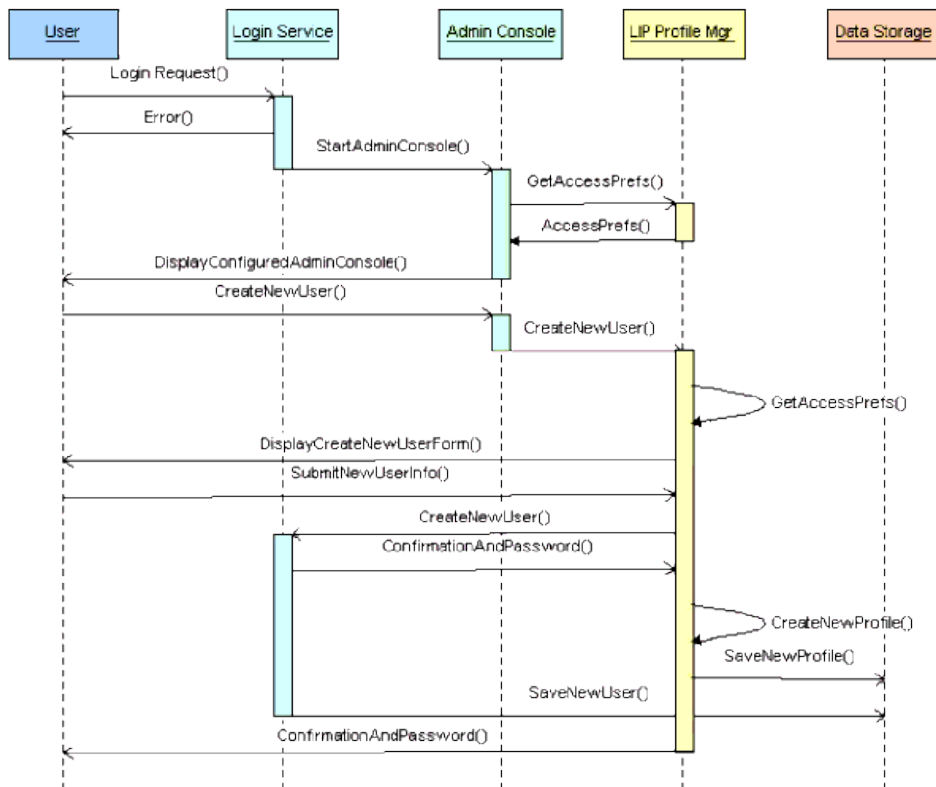 User
Login Service
Admin Console
LIP Profile Mgr
Data Storage
Login Request()
Error()
StartAdminConsole()
GetAccessPrefs()
AccessPrefs()
DisplayConfiguredAdminConsole()
CreateNewUser()
CreateNewUser()
GetAccessPrefs()
DisplayCreateNewUserForm()
SubmitNewUserInfo()
CreateNewUser()
ConfirmationAndPassword()
CreateNewProfile()
SaveNewProfile()
SaveNewUser()
ConfirmationAndPassword()